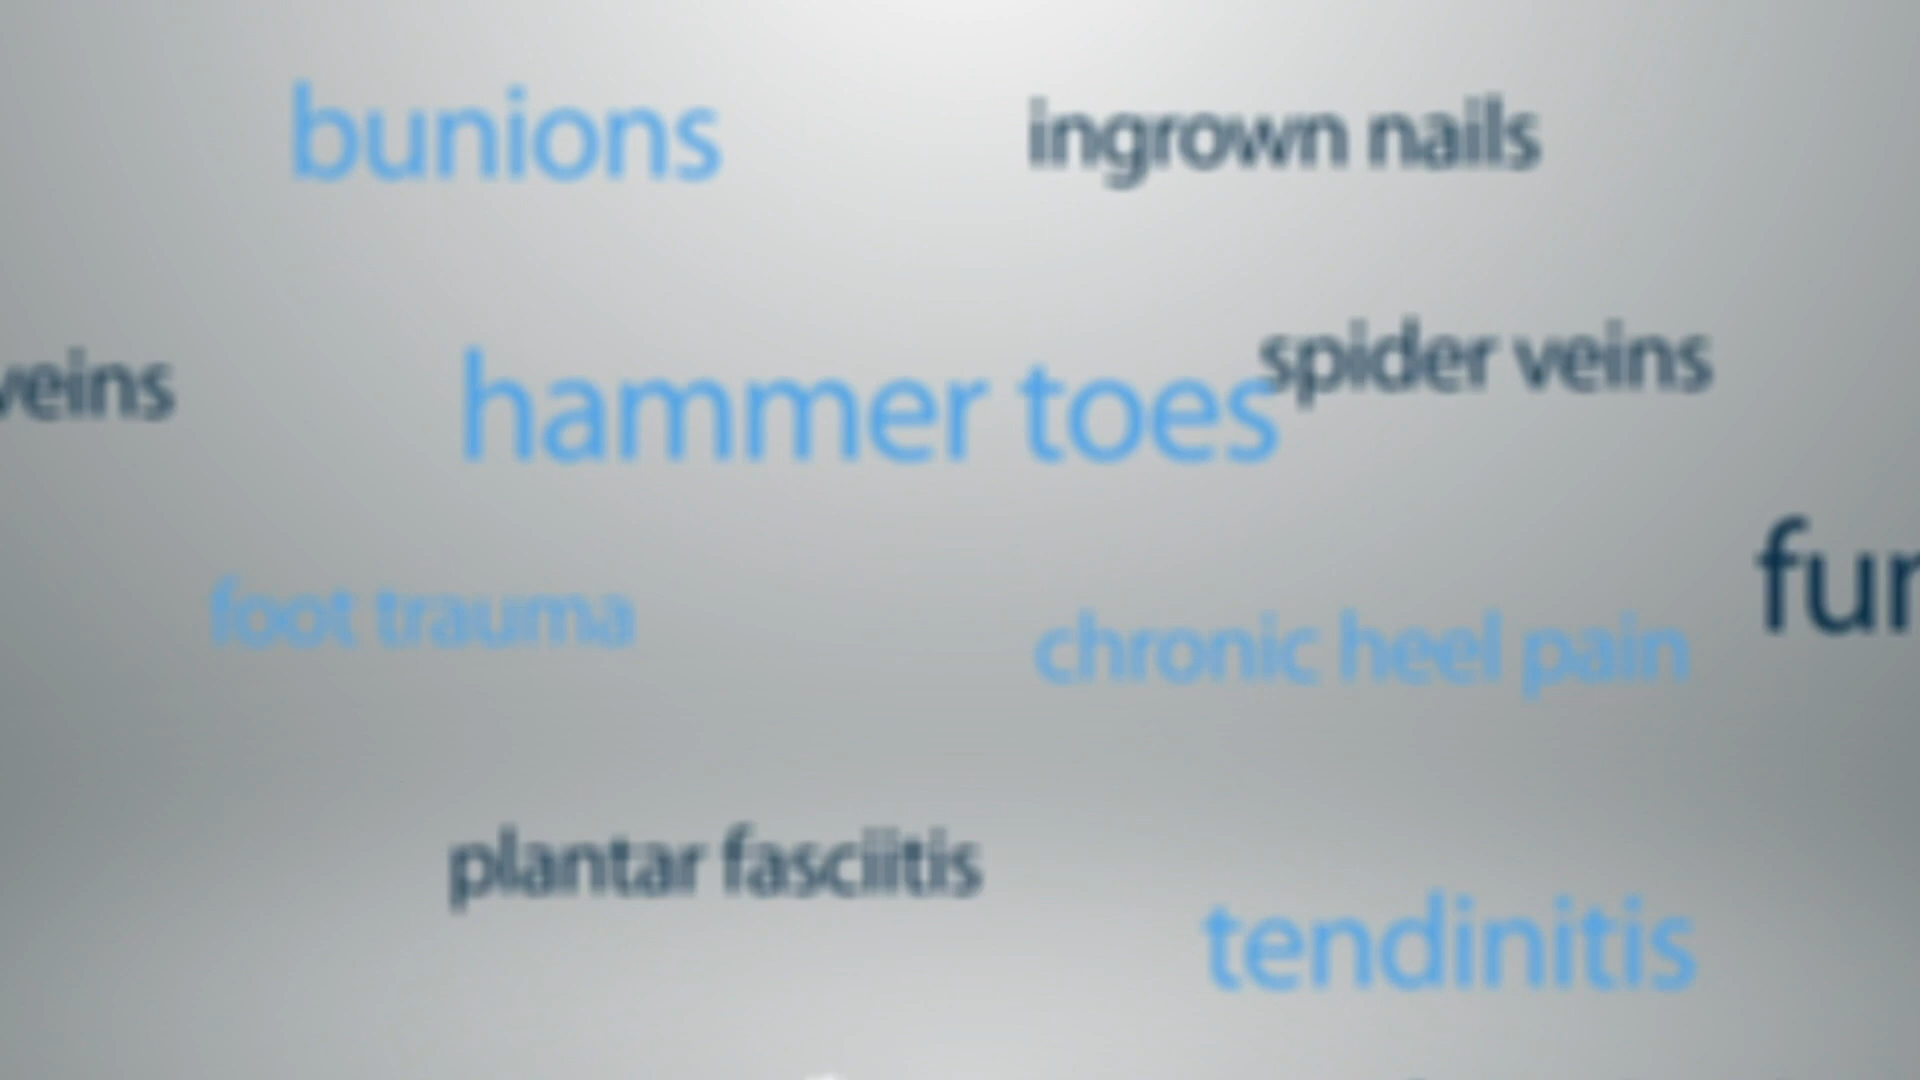 bunions
ingrown nails
spider veins
veins
hammer toes
foot trauma
chronic heel pain
plantar fasciitis
tendinitis